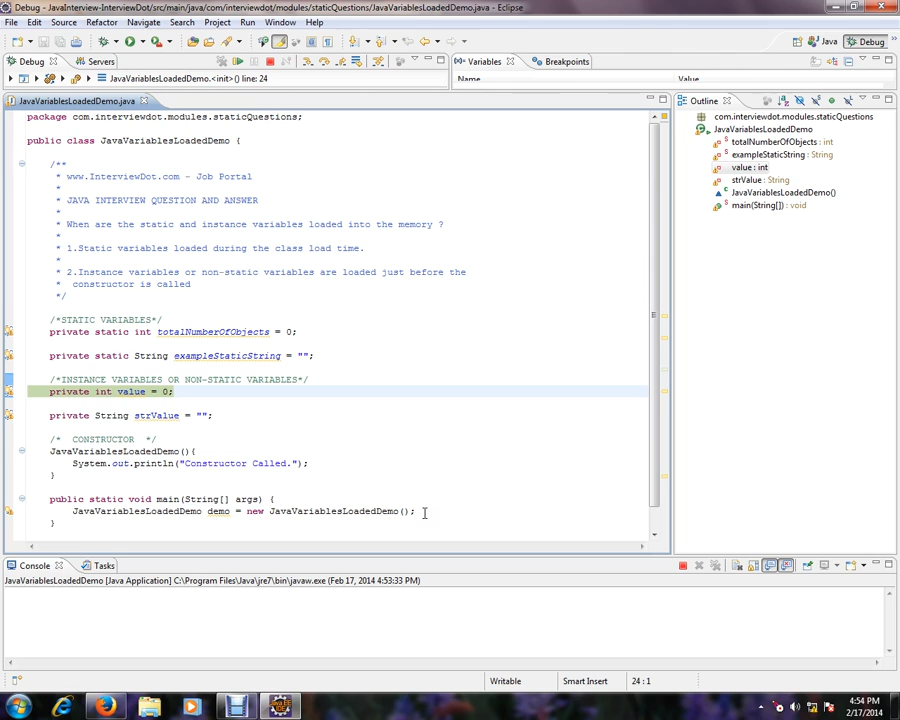 Debug - JavaInterview-InterviewDot/src/main/java/com/interviewdot/modules/staticQuestions/JavaVariablesLoadedDemo.java - Eclipse
File Edit Source Refactor Navigate Search Project Run Window Help
Java Debug
Debug Servers
(x)= Variables Breakpoints
JavaVariablesLoadedDemo.<init>() line: 24
Name Value
JavaVariablesLoadedDemo.java
Outline
package com.interviewdot.modules.staticQuestions;
public class JavaVariablesLoadedDemo {
/**
* www.InterviewDot.com - Job Portal
*
* JAVA INTERVIEW QUESTION AND ANSWER
*
* When are the static and instance variables loaded into the memory ?
*
* 1.Static variables loaded during the class load time.
*
* 2.Instance variables or non-static variables are loaded just before the
* constructor is called
*/
/*STATIC VARIABLES*/
private static int totalNumberOfObjects = 0;
private static String exampleStaticString = "";
/*INSTANCE VARIABLES OR NON-STATIC VARIABLES*/
private int value = 0;
private String strValue = "";
/* CONSTRUCTOR */
JavaVariablesLoadedDemo(){
System.out.println("Constructor Called.");
}
public static void main(String[] args) {
JavaVariablesLoadedDemo demo = new JavaVariablesLoadedDemo();
}
com.interviewdot.modules.staticQuestions
JavaVariablesLoadedDemo
totalNumberOfObjects : int
exampleStaticString : String
value : int
strValue : String
JavaVariablesLoadedDemo()
main(String[]) : void
Console Tasks
JavaVariablesLoadedDemo [Java Application] C:\Program Files\Java\jre7\bin\javaw.exe (Feb 17, 2014 4:53:33 PM)
Writable Smart Insert 24 : 1
4:54 PM
2/17/2014